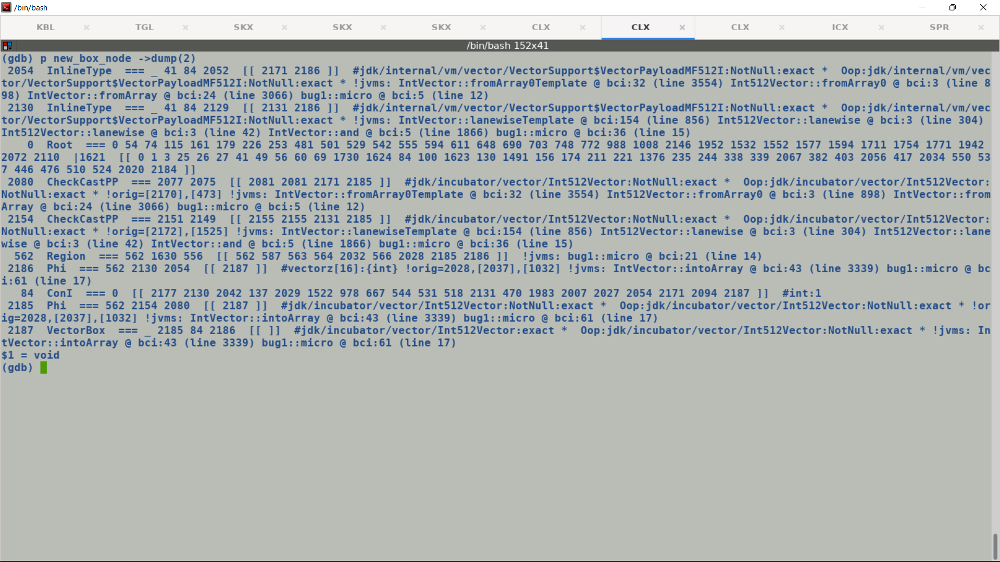 /bin/bash
KBL × TGL × SKX × SKX × SKX × CLX × CLX × CLX × ICX × SPR ×
/bin/bash 152x41
(gdb) p new_box_node ->dump(2)
 2054  InlineType  === _ 41 84 2052  [[ 2171 2186 ]]  #jdk/internal/vm/vector/VectorSupport$VectorPayloadMF512I:NotNull:exact *  Oop:jdk/internal/vm/vec
tor/VectorSupport$VectorPayloadMF512I:NotNull:exact * !jvms: IntVector::fromArray0Template @ bci:32 (line 3554) Int512Vector::fromArray0 @ bci:3 (line 8
98) IntVector::fromArray @ bci:24 (line 3066) bug1::micro @ bci:5 (line 12)
 2130  InlineType  === _ 41 84 2129  [[ 2131 2186 ]]  #jdk/internal/vm/vector/VectorSupport$VectorPayloadMF512I:NotNull:exact *  Oop:jdk/internal/vm/vec
tor/VectorSupport$VectorPayloadMF512I:NotNull:exact * !jvms: IntVector::lanewiseTemplate @ bci:154 (line 856) Int512Vector::lanewise @ bci:3 (line 304)
Int512Vector::lanewise @ bci:3 (line 42) IntVector::and @ bci:5 (line 1866) bug1::micro @ bci:36 (line 15)
    0  Root  === 0 54 74 115 161 179 226 253 481 501 529 542 555 594 611 648 690 703 748 772 988 1008 2146 1952 1532 1552 1577 1594 1711 1754 1771 1942
2072 2110  |1621  [[ 0 1 3 25 26 27 41 49 56 60 69 1730 1624 84 100 1623 130 1491 156 174 211 221 1376 235 244 338 339 2067 382 403 2056 417 2034 550 53
7 446 476 510 524 2020 2184 ]]
 2080  CheckCastPP  === 2077 2075  [[ 2081 2081 2171 2185 ]]  #jdk/incubator/vector/Int512Vector:NotNull:exact *  Oop:jdk/incubator/vector/Int512Vector:
NotNull:exact * !orig=[2170],[473] !jvms: IntVector::fromArray0Template @ bci:32 (line 3554) Int512Vector::fromArray0 @ bci:3 (line 898) IntVector::from
Array @ bci:24 (line 3066) bug1::micro @ bci:5 (line 12)
 2154  CheckCastPP  === 2151 2149  [[ 2155 2155 2131 2185 ]]  #jdk/incubator/vector/Int512Vector:NotNull:exact *  Oop:jdk/incubator/vector/Int512Vector:
NotNull:exact * !orig=[2172],[1525] !jvms: IntVector::lanewiseTemplate @ bci:154 (line 856) Int512Vector::lanewise @ bci:3 (line 304) Int512Vector::lane
wise @ bci:3 (line 42) IntVector::and @ bci:5 (line 1866) bug1::micro @ bci:36 (line 15)
  562  Region  === 562 1630 556  [[ 562 587 563 564 2032 566 2028 2185 2186 ]]  !jvms: bug1::micro @ bci:21 (line 14)
 2186  Phi  === 562 2130 2054  [[ 2187 ]]  #vectorz[16]:{int} !orig=2028,[2037],[1032] !jvms: IntVector::intoArray @ bci:43 (line 3339) bug1::micro @ bc
i:61 (line 17)
   84  ConI  === 0  [[ 2177 2130 2042 137 2029 1522 978 667 544 531 518 2131 470 1983 2007 2027 2054 2171 2094 2187 ]]  #int:1
 2185  Phi  === 562 2154 2080  [[ 2187 ]]  #jdk/incubator/vector/Int512Vector:NotNull:exact *  Oop:jdk/incubator/vector/Int512Vector:NotNull:exact * !or
ig=2028,[2037],[1032] !jvms: IntVector::intoArray @ bci:43 (line 3339) bug1::micro @ bci:61 (line 17)
 2187  VectorBox  === _ 2185 84 2186  [[ ]]  #jdk/incubator/vector/Int512Vector:exact *  Oop:jdk/incubator/vector/Int512Vector:NotNull:exact * !jvms: In
tVector::intoArray @ bci:43 (line 3339) bug1::micro @ bci:61 (line 17)
$1 = void
(gdb)